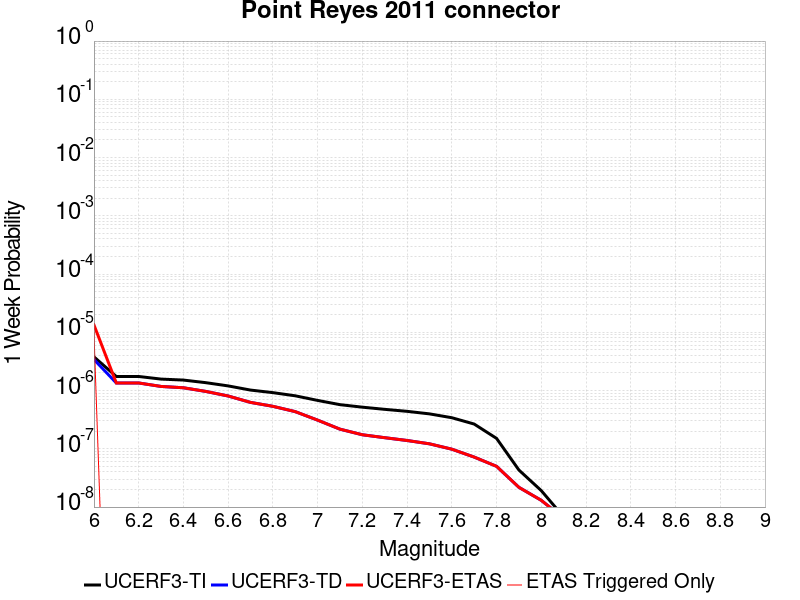 Point Reyes 2011 connector
10^0
10^-1
10^-2
10^-3
10^-4
10^-5
10^-6
10^-7
10^-8
1 Week Probability
6 6.2 6.4 6.6 6.8 7 7.2 7.4 7.6 7.8 8 8.2 8.4 8.6 8.8 9
Magnitude
UCERF3-TI UCERF3-TD UCERF3-ETAS ETAS Triggered Only